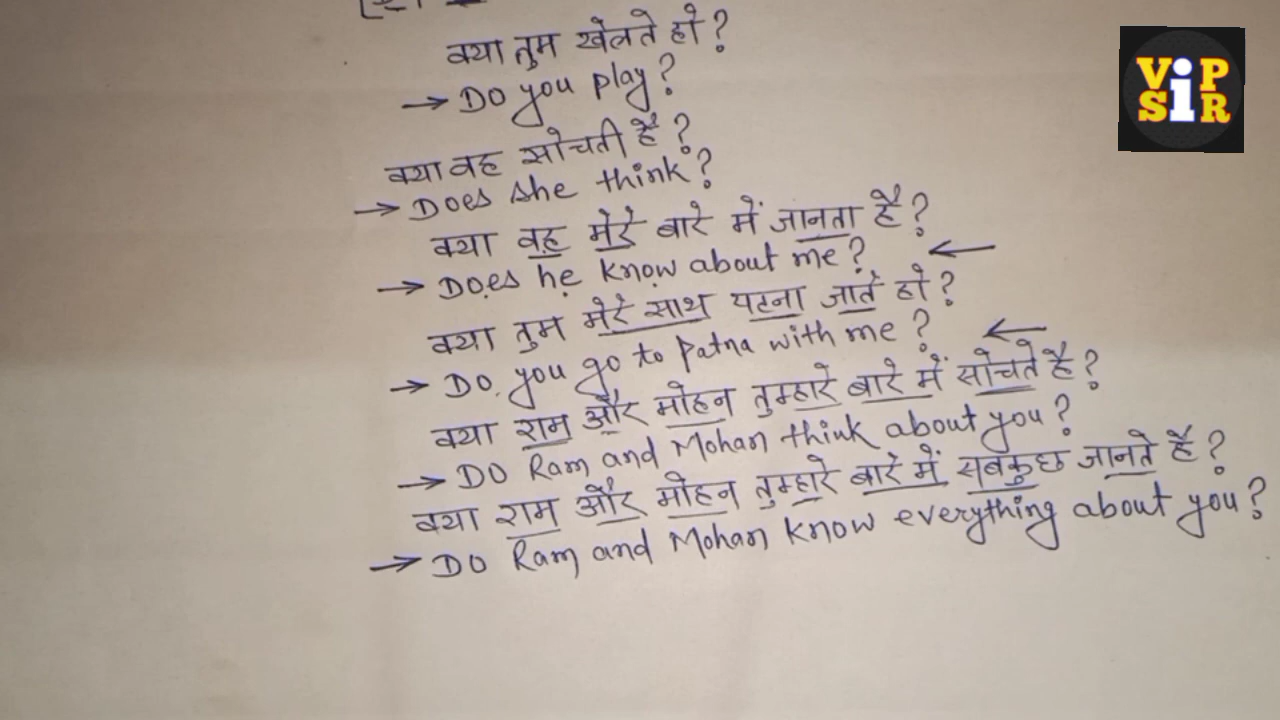 क्या तुम खेलते हो?
→ Do you play?
क्या वह सोचती है?
→ Does she think?
क्या वह मेरे बारे में जानता है?
→ Does he know about me? ←
क्या तुम मेरे साथ पटना जाते हो?
→ Do you go to Patna with me? ←
क्या राम और मोहन तुम्हारे बारे में सोचते है?
→ Do Ram and Mohan think about you?
क्या राम और मोहन तुम्हारे बारे में सबकुछ जानते है?
→ Do Ram and Mohan know everything about you?
ViP
SiR